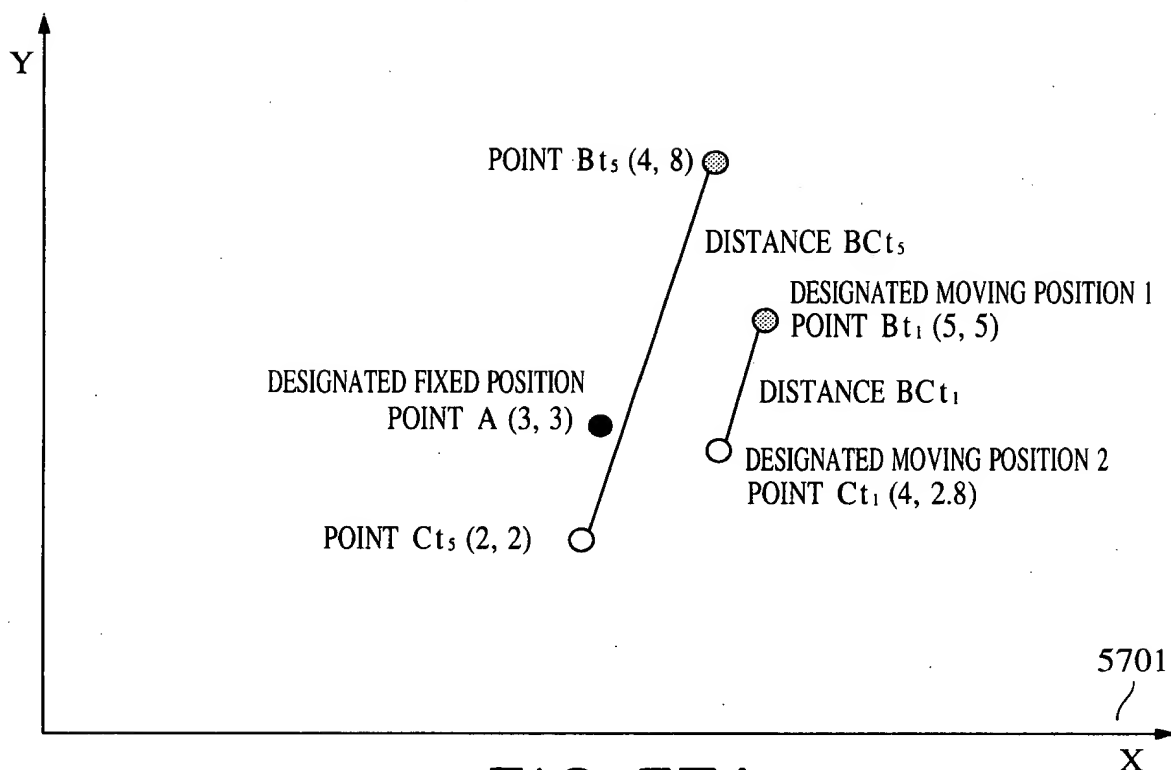 Y
POINT Bt₅ (4, 8)
DISTANCE BCt₅
DESIGNATED MOVING POSITION 1
POINT Bt₁ (5, 5)
DESIGNATED FIXED POSITION
POINT A (3, 3)
DISTANCE BCt₁
DESIGNATED MOVING POSITION 2
POINT Ct₁ (4, 2.8)
POINT Ct₅ (2, 2)
5701
X